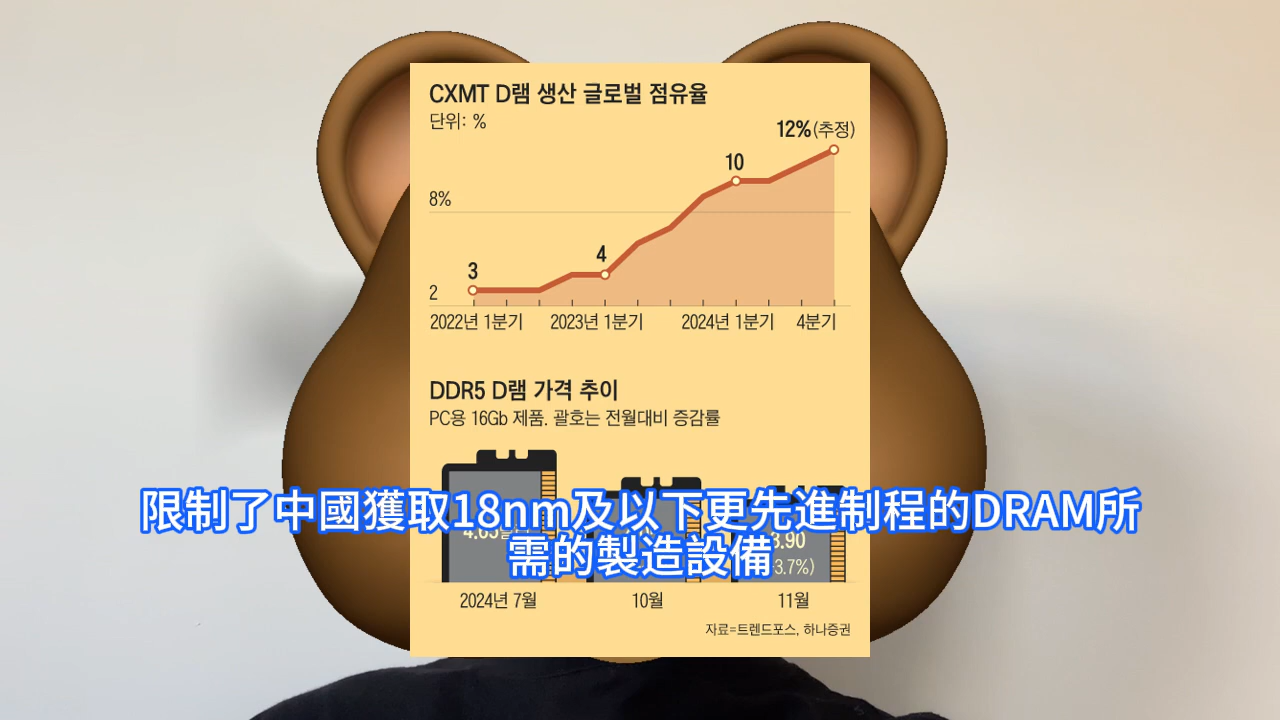 CXMT D램 생산 글로벌 점유율
단위: %
12%(추정)
10
8%
4
3
2
2022년 1분기 2023년 1분기 2024년 1분기 4분기
DDR5 D램 가격 추이
PC용 16Gb 제품. 괄호는 전월대비 증감률
限制了中國獲取18nm及以下更先進制程的DRAM所
需的製造設備
3.90
3.7%)
2024년 7월 10월 11월
자료=트렌드포스, 하나증권